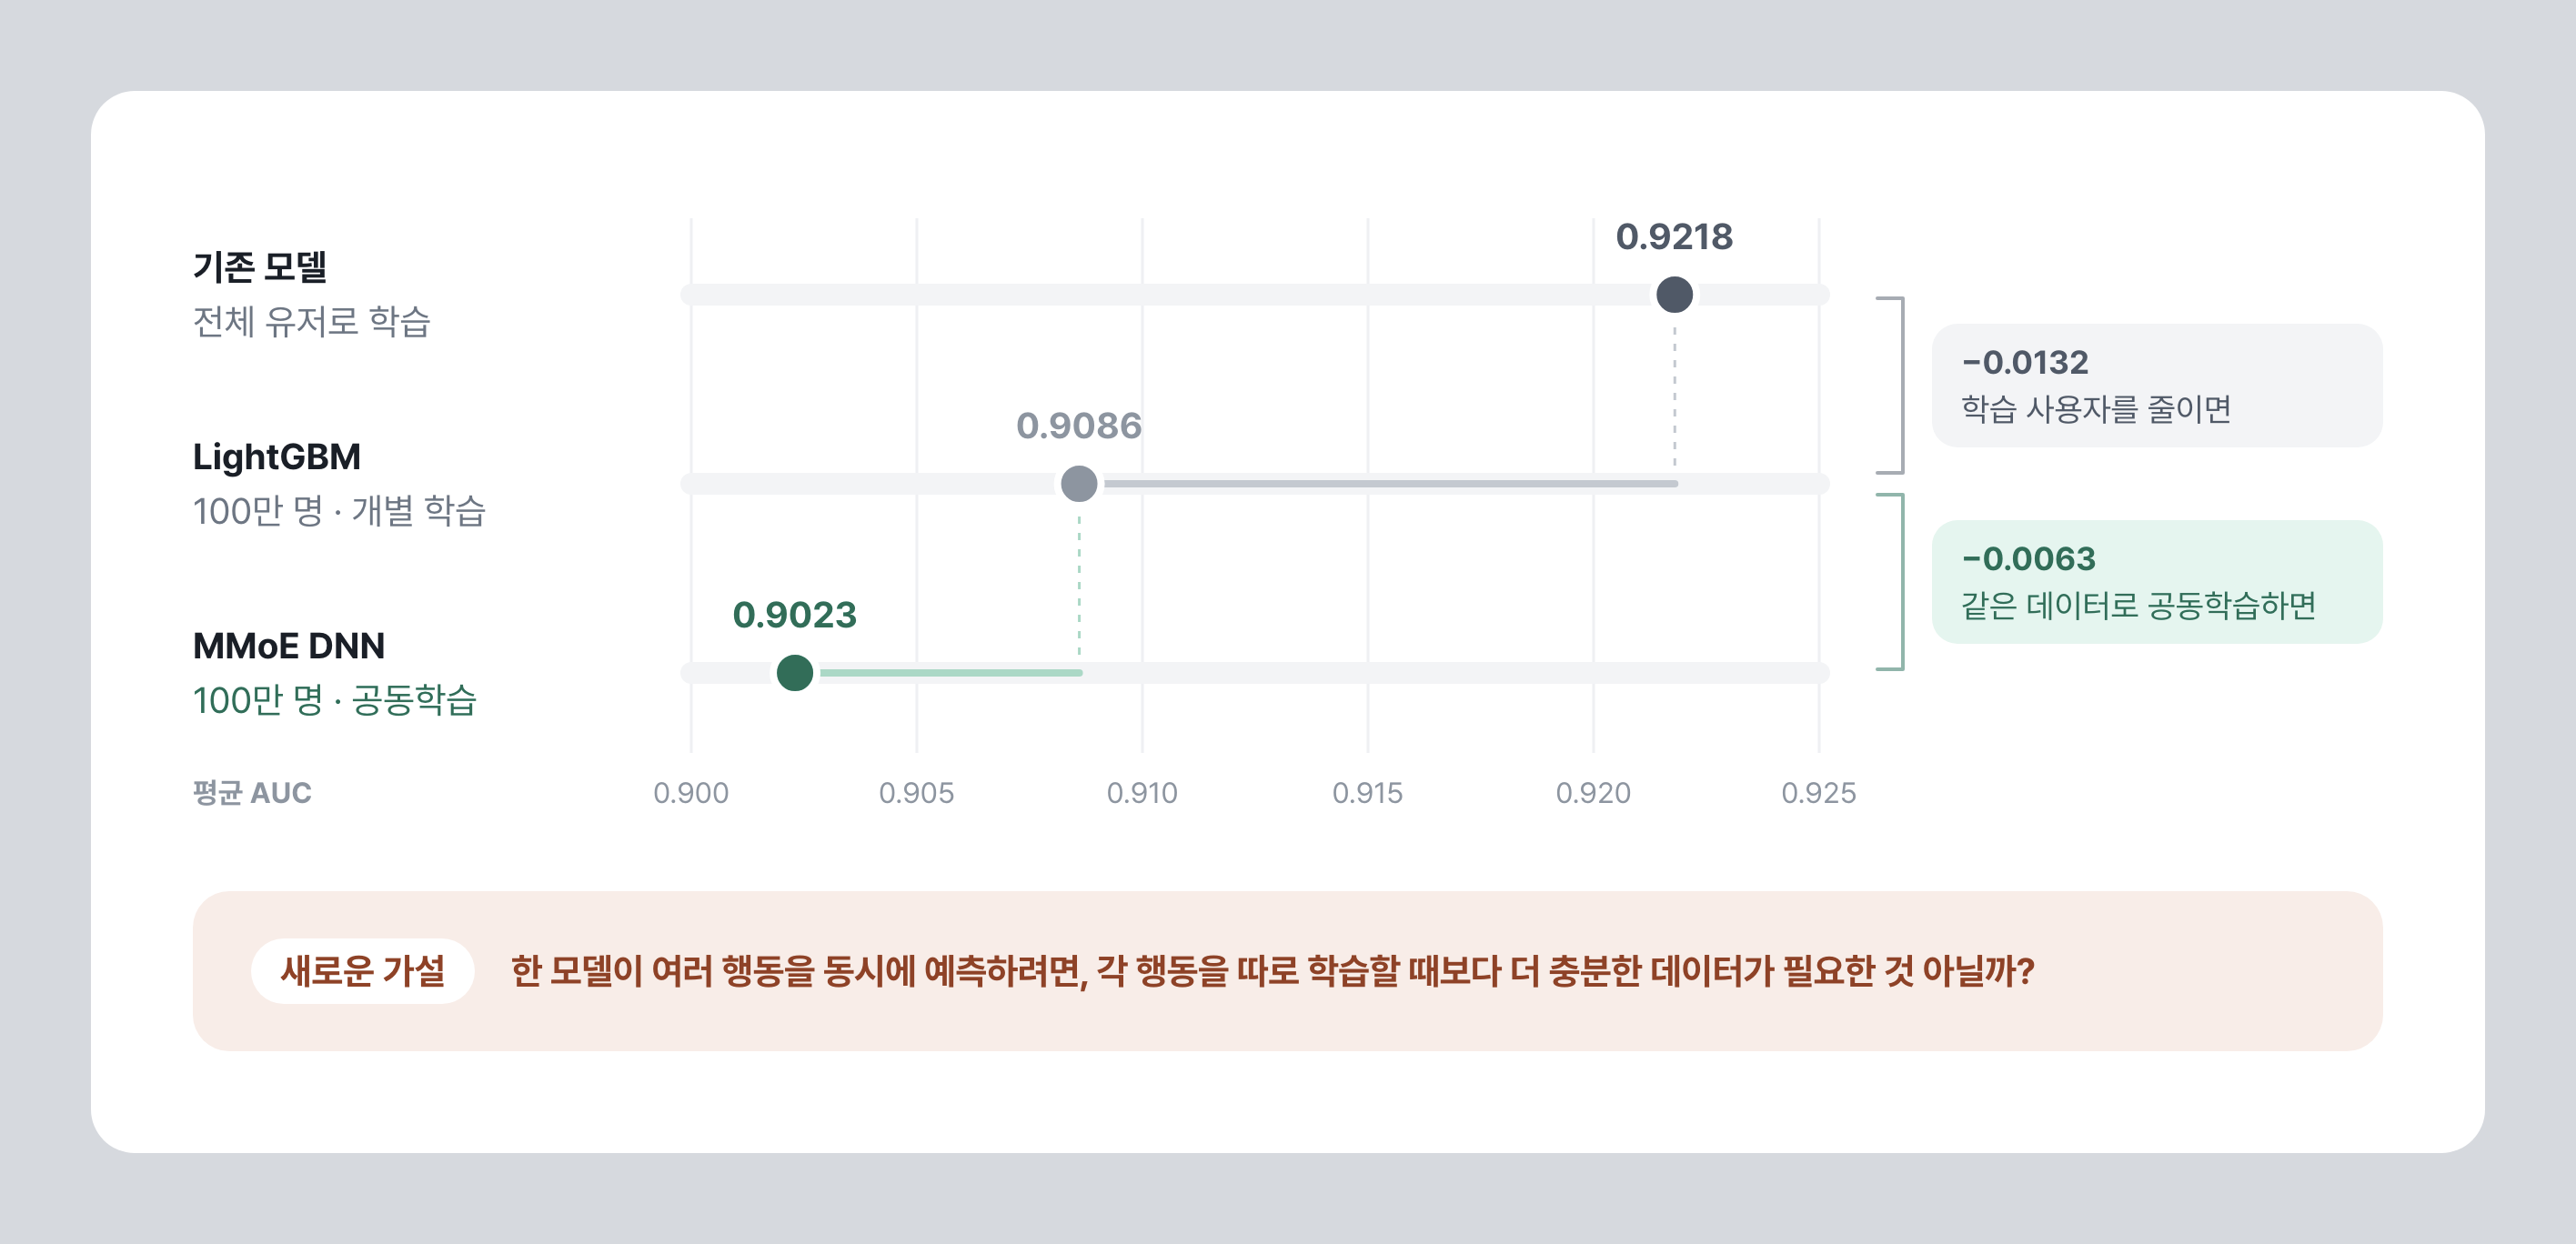 기존 모델
전체 유저로 학습
0.9218
−0.0132
학습 사용자를 줄이면
LightGBM
100만 명 · 개별 학습
0.9086
−0.0063
같은 데이터로 공동학습하면
MMoE DNN
100만 명 · 공동학습
0.9023
평균 AUC
0.900
0.905
0.910
0.915
0.920
0.925
새로운 가설
한 모델이 여러 행동을 동시에 예측하려면, 각 행동을 따로 학습할 때보다 더 충분한 데이터가 필요한 것 아닐까?